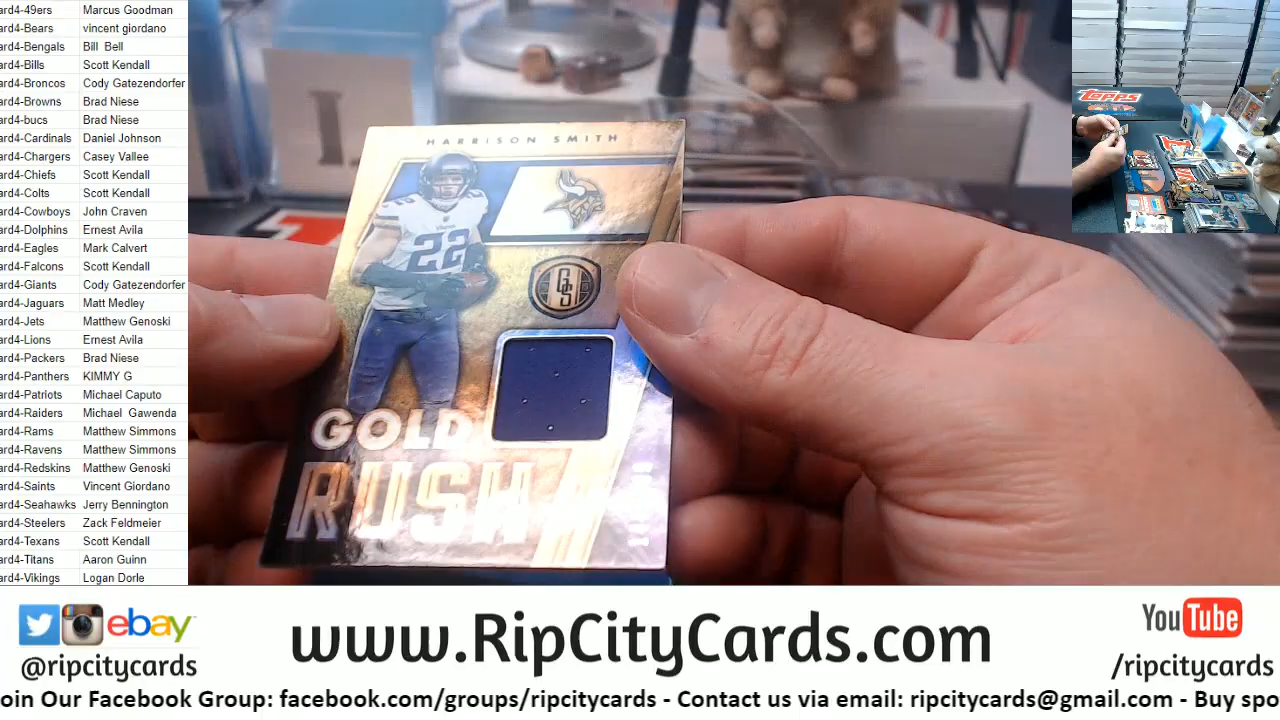 ard4-49ers Marcus Goodman
ard4-Bears vincent giordano
ard4-Bengals Bill Bell
ard4-Bills Scott Kendall
ard4-Broncos Cody Gatezendorfer
ard4-Browns Brad Niese
ard4-bucs Brad Niese
ard4-Cardinals Daniel Johnson
ard4-Chargers Casey Vallee
ard4-Chiefs Scott Kendall
ard4-Colts Scott Kendall
ard4-Cowboys John Craven
ard4-Dolphins Ernest Avila
ard4-Eagles Mark Calvert
ard4-Falcons Scott Kendall
ard4-Giants Cody Gatezendorfer
ard4-Jaguars Matt Medley
ard4-Jets Matthew Genoski
ard4-Lions Ernest Avila
ard4-Packers Brad Niese
ard4-Panthers KIMMY G
ard4-Patriots Michael Caputo
ard4-Raiders Michael Gawenda
ard4-Rams Matthew Simmons
ard4-Ravens Matthew Simmons
ard4-Redskins Matthew Genoski
ard4-Saints Vincent Giordano
ard4-Seahawks Jerry Bennington
ard4-Steelers Zack Feldmeier
ard4-Texans Scott Kendall
ard4-Titans Aaron Guinn
ard4-Vikings Logan Dorle
HARRISON SMITH
22
GS
GOLD
RUSH
Topps
ebay
@ripcitycards
www.RipCityCards.com
YouTube
/ripcitycards
oin Our Facebook Group: facebook.com/groups/ripcitycards - Contact us via email: ripcitycards@gmail.com - Buy spo